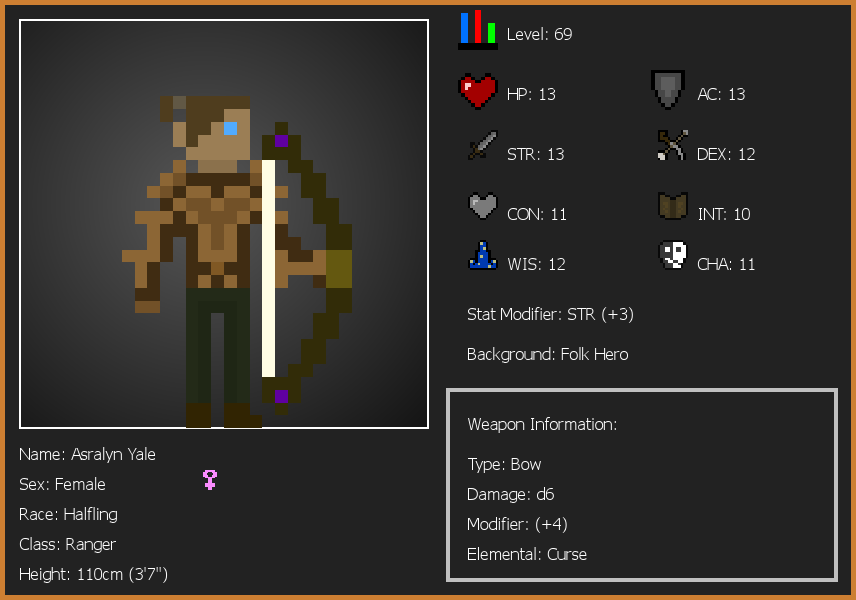 Level: 69
HP: 13
AC: 13
STR: 13
DEX: 12
CON: 11
INT: 10
WIS: 12
CHA: 11
Stat Modifier: STR (+3)
Background: Folk Hero
Weapon Information:
Type: Bow
Damage: d6
Modifier: (+4)
Elemental: Curse
Name: Asralyn Yale
Sex: Female
Race: Halfling
Class: Ranger
Height: 110cm (3'7")